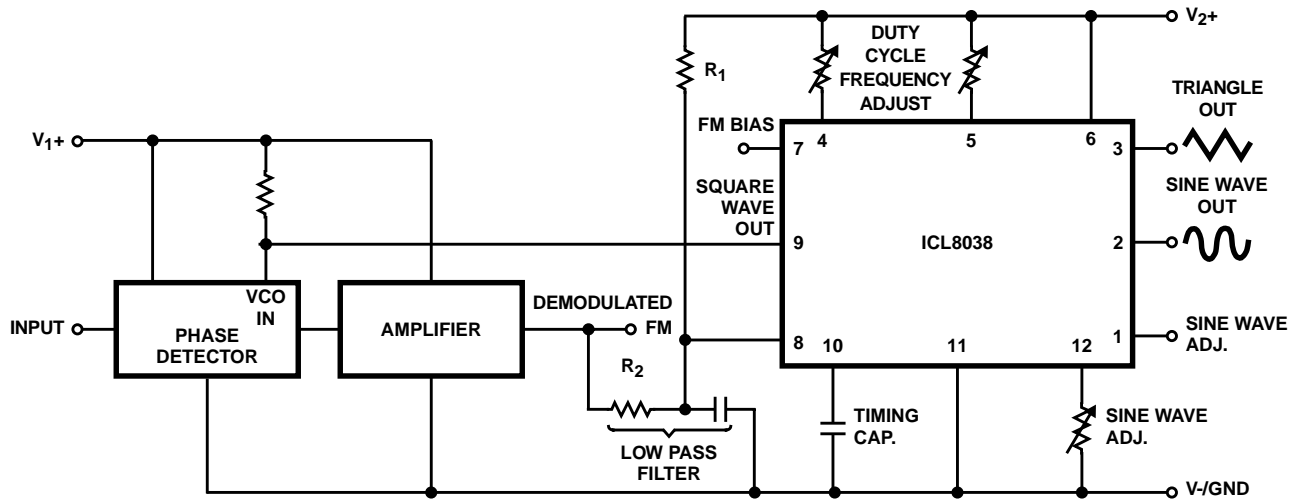 V2+
DUTY
CYCLE
FREQUENCY
ADJUST
R1
V1+
FM BIAS
7
4
5
6
3
TRIANGLE
OUT
SQUARE
WAVE
OUT
9
ICL8038
2
SINE WAVE
OUT
INPUT
VCO
IN
PHASE
DETECTOR
AMPLIFIER
DEMODULATED
FM
8
10
11
12
1
SINE WAVE
ADJ.
R2
LOW PASS
FILTER
TIMING
CAP.
SINE WAVE
ADJ.
V-/GND